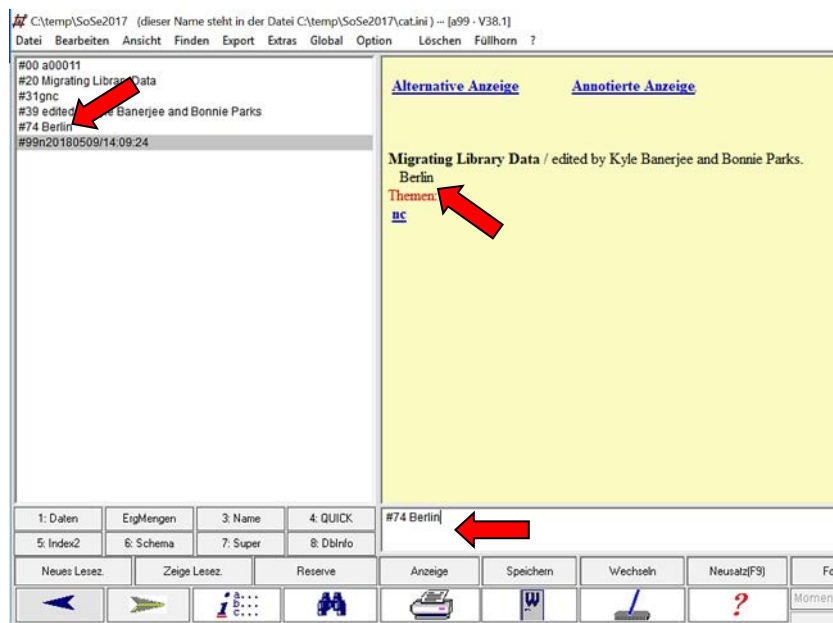 C:\temp\SoSe2017 (dieser Name steht in der Datei C:\temp\SoSe2017\cat.ini ) -- [a99 - V38.1]
Datei Bearbeiten Ansicht Finden Export Extras Global Option Löschen Füllhorn ?
#00 a00011
#20 Migrating Library Data
#31gnc
#39 edited Banerjee and Bonnie Parks
#74 Berlin
#99n20180509/14:09:24
Alternative Anzeige Annotierte Anzeige
Migrating Library Data / edited by Kyle Banerjee and Bonnie Parks.
Berlin
Themen:
nc
#74 Berlin
1: Daten ErgMengen 3: Name 4: QUICK
5: Index2 6: Schema 7: Super 8: DbInfo
Neues Lesez. Zeige Lesez. Reserve Anzeige Speichern Wechseln Neusatz(F9)